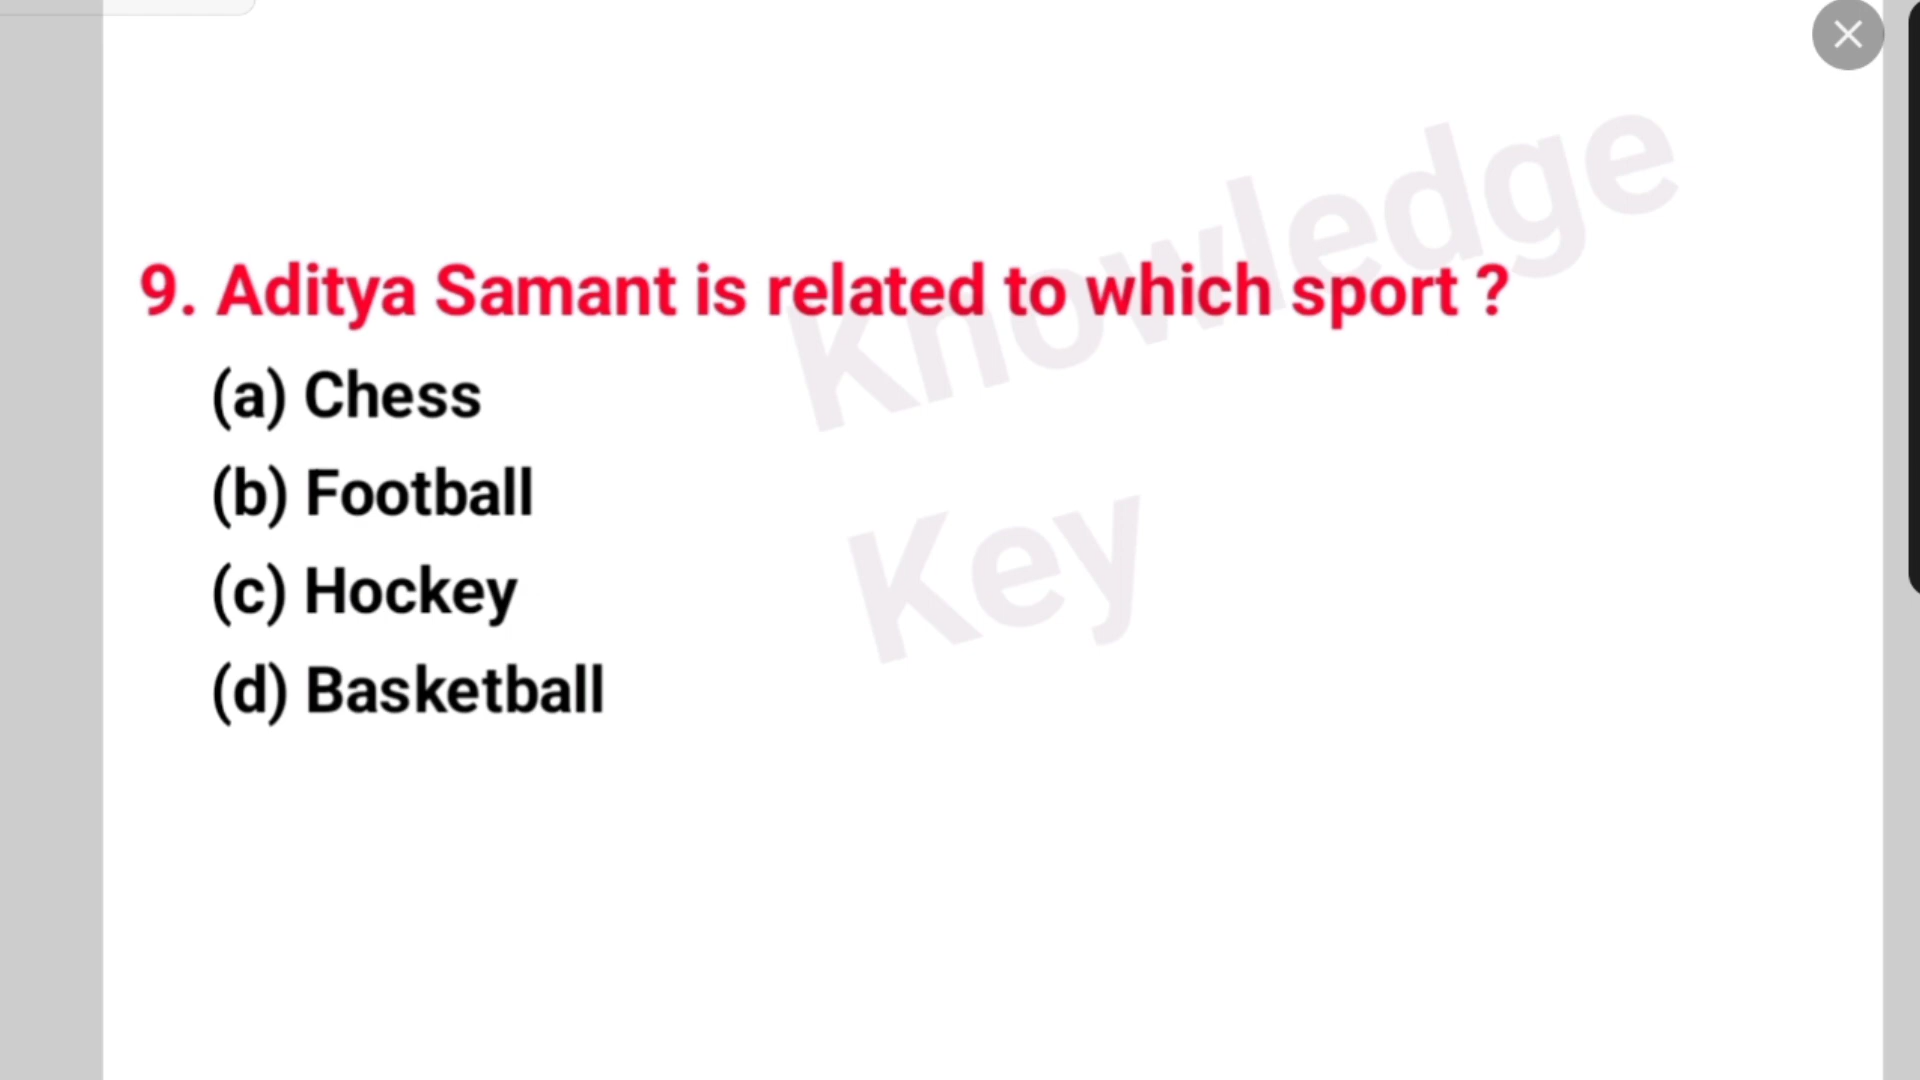 Knowledge
9. Aditya Samant is related to which sport ?
(a) Chess
(b) Football
(c) Hockey
(d) Basketball
Key